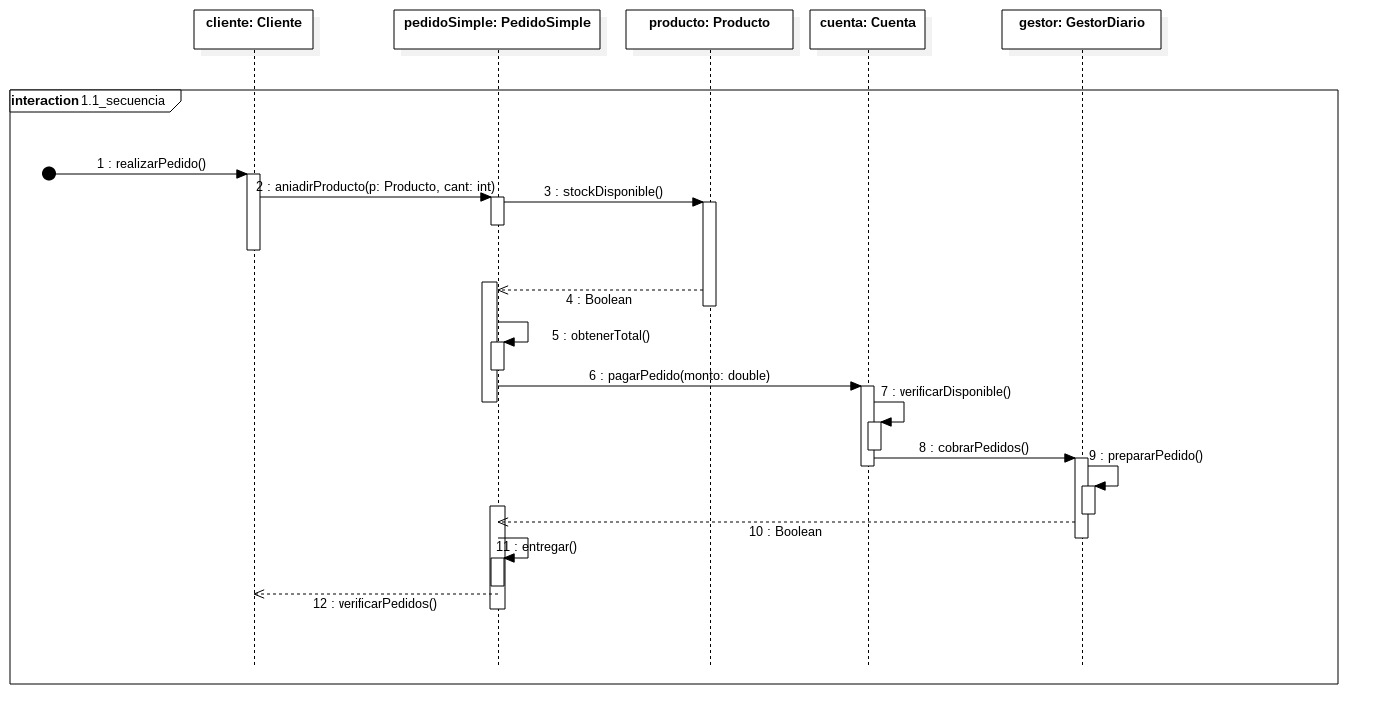 cliente: Cliente
pedidoSimple: PedidoSimple
producto: Producto
cuenta: Cuenta
gestor: GestorDiario
interaction 1.1_secuencia
1 : realizarPedido()
2 : aniadirProducto(p: Producto, cant: int)
3 : stockDisponible()
4 : Boolean
5 : obtenerTotal()
6 : pagarPedido(monto: double)
7 : verificarDisponible()
8 : cobrarPedidos()
9 : prepararPedido()
10 : Boolean
11 : entregar()
12 : verificarPedidos()